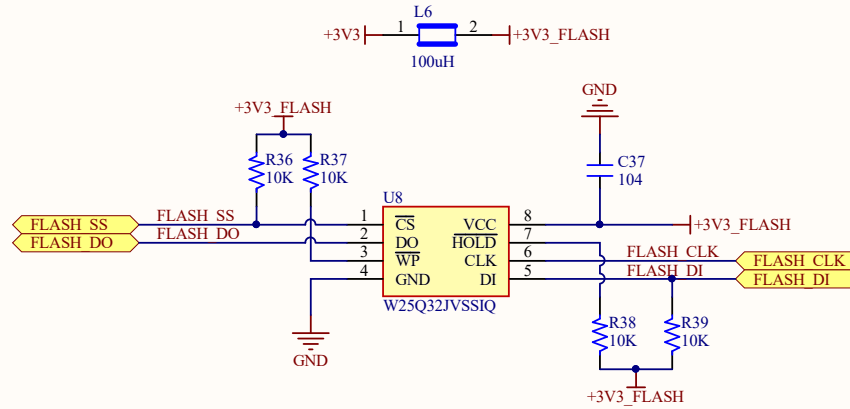 L6
+3V3 1 2 +3V3_FLASH
100uH
GND
+3V3_FLASH
R36 R37 C37
10K 10K 104
U8
FLASH_SS FLASH_SS 1 CS VCC 8 +3V3_FLASH
FLASH_DO FLASH_DO 2 DO HOLD 7
3 WP CLK 6 FLASH_CLK FLASH_CLK
4 GND DI 5 FLASH_DI FLASH_DI
W25Q32JVSSIQ
R38 R39
10K 10K
GND
+3V3_FLASH